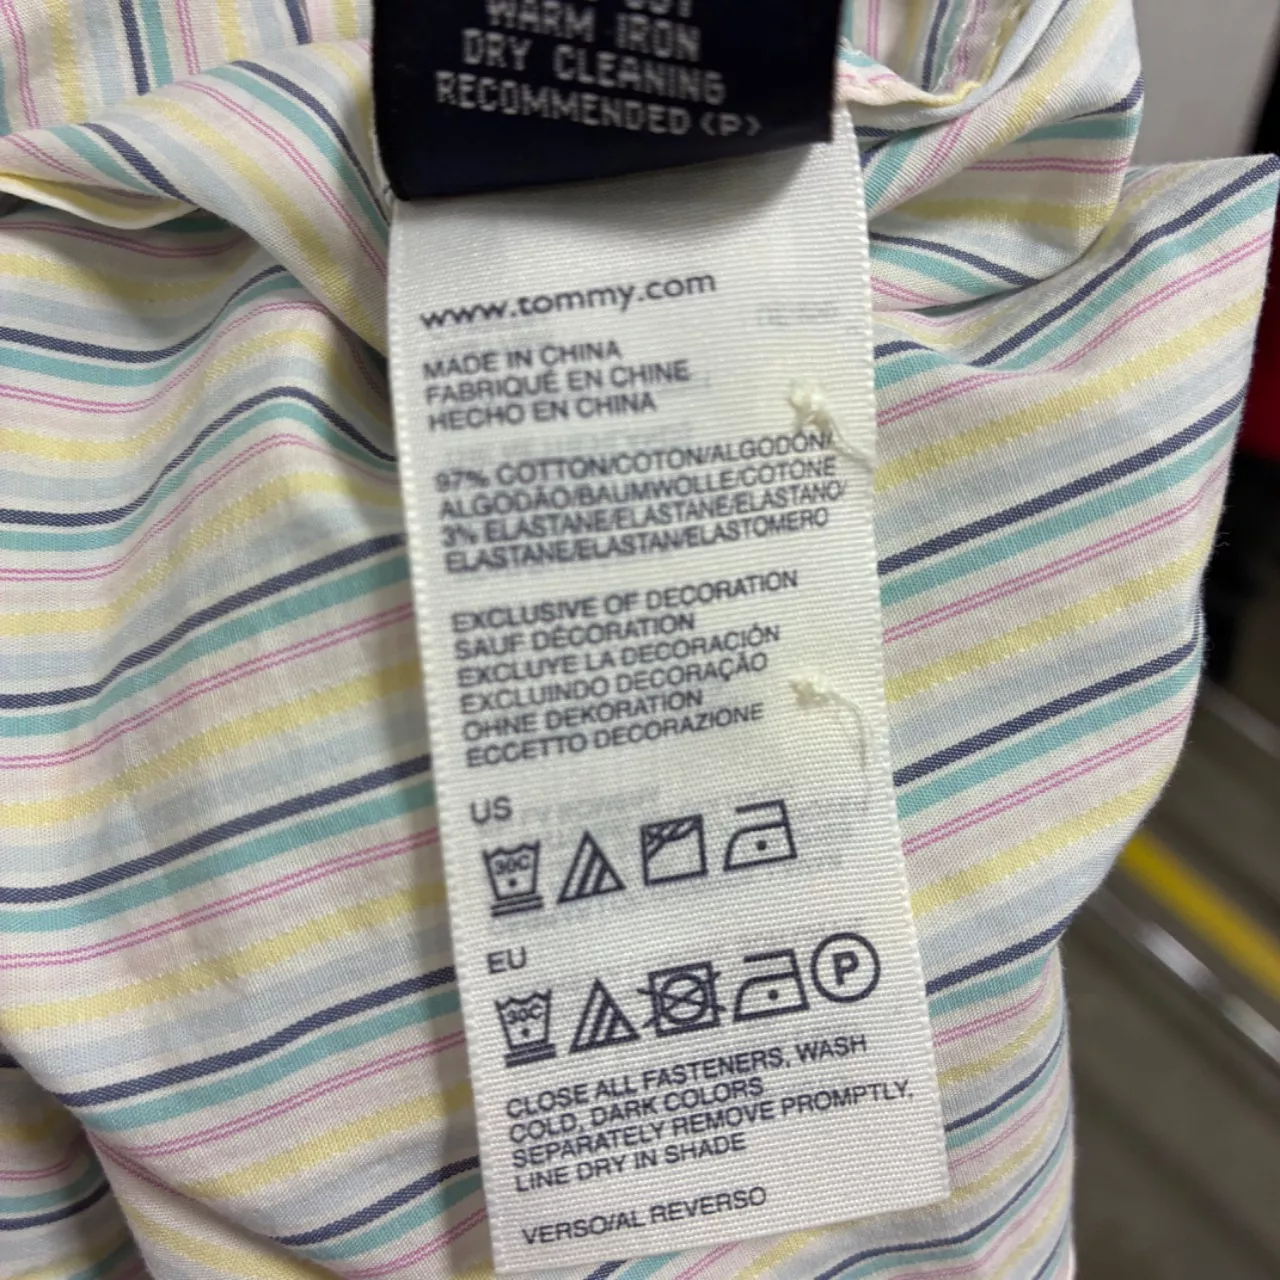 WARM IRON
DRY CLEANING
RECOMMENDED (P)
www.tommy.com
MADE IN CHINA
FABRIQUÉ EN CHINE
HECHO EN CHINA
97% COTTON/COTON/ALGODÓN/
ALGODÃO/BAUMWOLLE/COTONE
3% ELASTANE/ELASTANE/ELASTANO/
ELASTANE/ELASTAN/ELASTOMERO
EXCLUSIVE OF DECORATION
SAUF DÉCORATION
EXCLUYE LA DECORACIÓN
EXCLUINDO DECORAÇÃO
OHNE DEKORATION
ECCETTO DECORAZIONE
US
30C
EU
30C
P
CLOSE ALL FASTENERS, WASH
COLD, DARK COLORS
SEPARATELY REMOVE PROMPTLY,
LINE DRY IN SHADE
VERSO/AL REVERSO